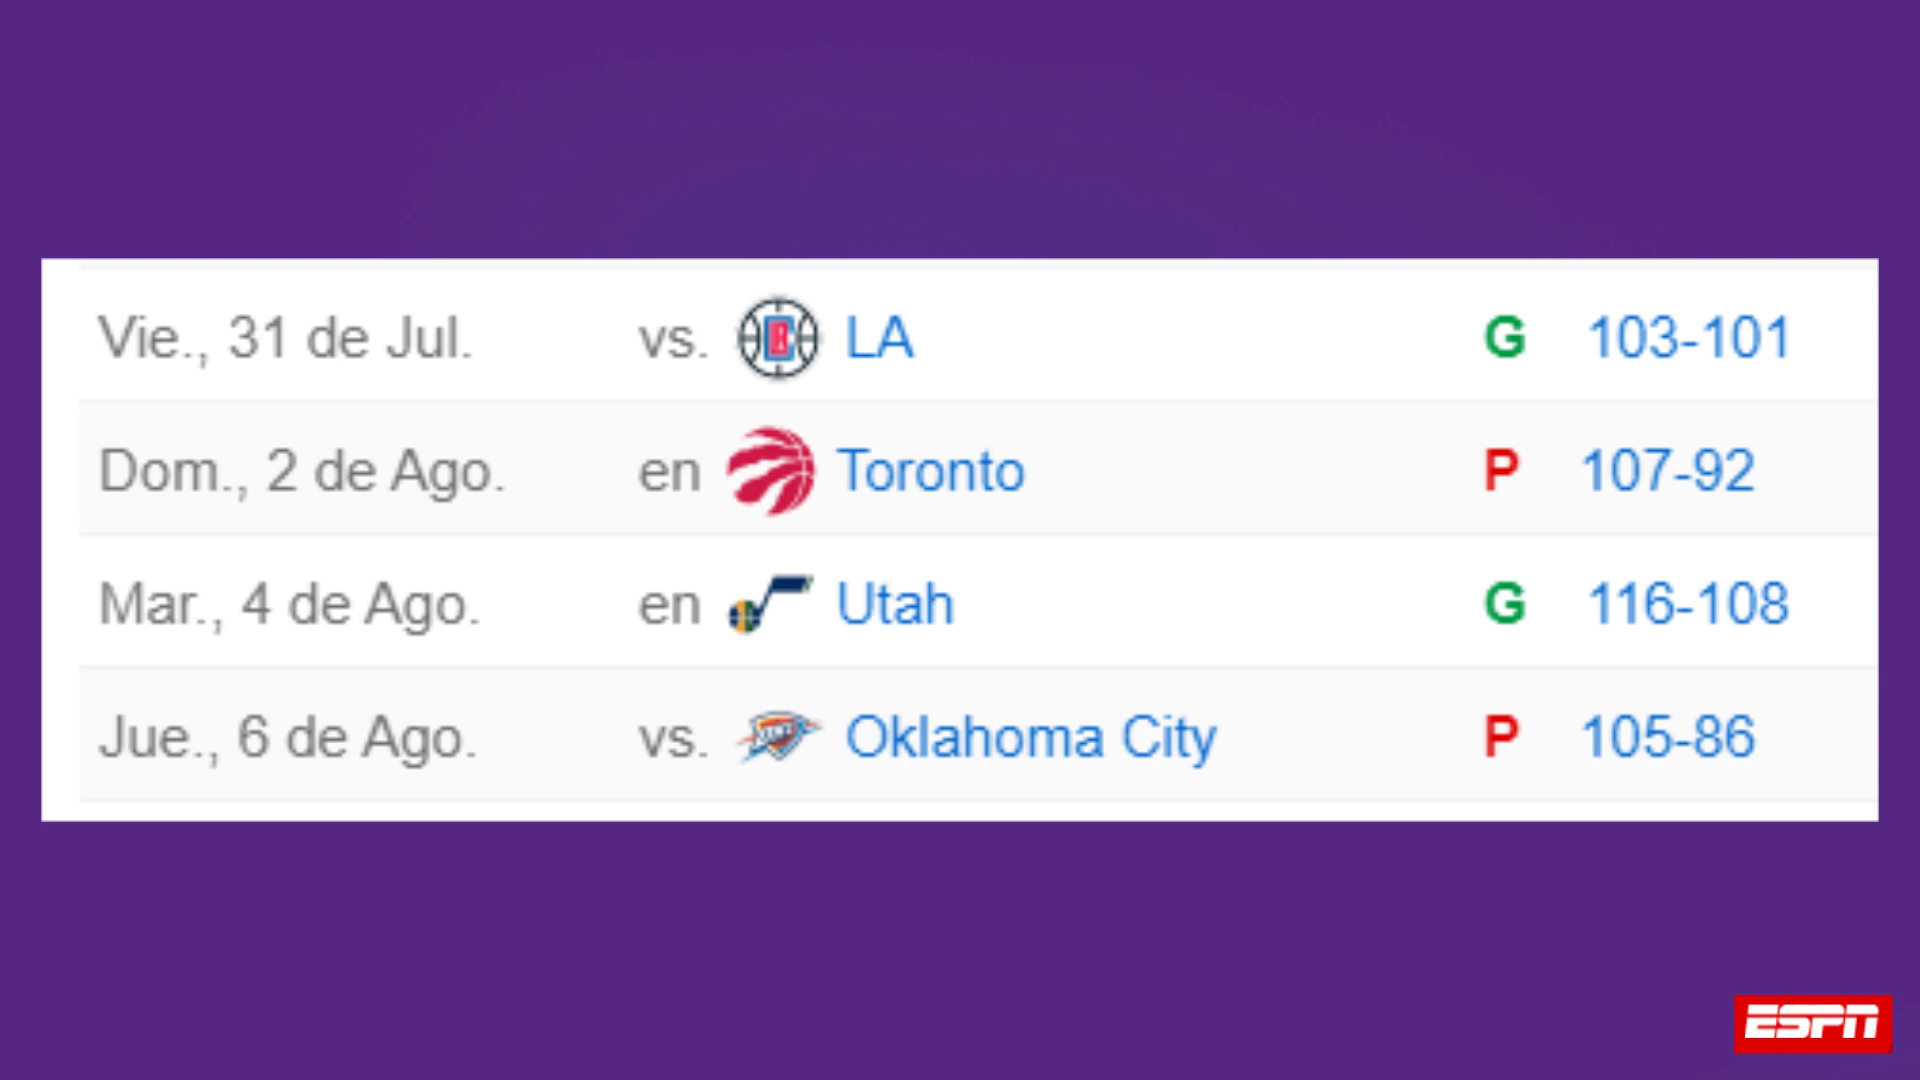 Vie., 31 de Jul. vs. LA G 103-101
Dom., 2 de Ago. en Toronto P 107-92
Mar., 4 de Ago. en Utah G 116-108
Jue., 6 de Ago. vs. Oklahoma City P 105-86
ESPN